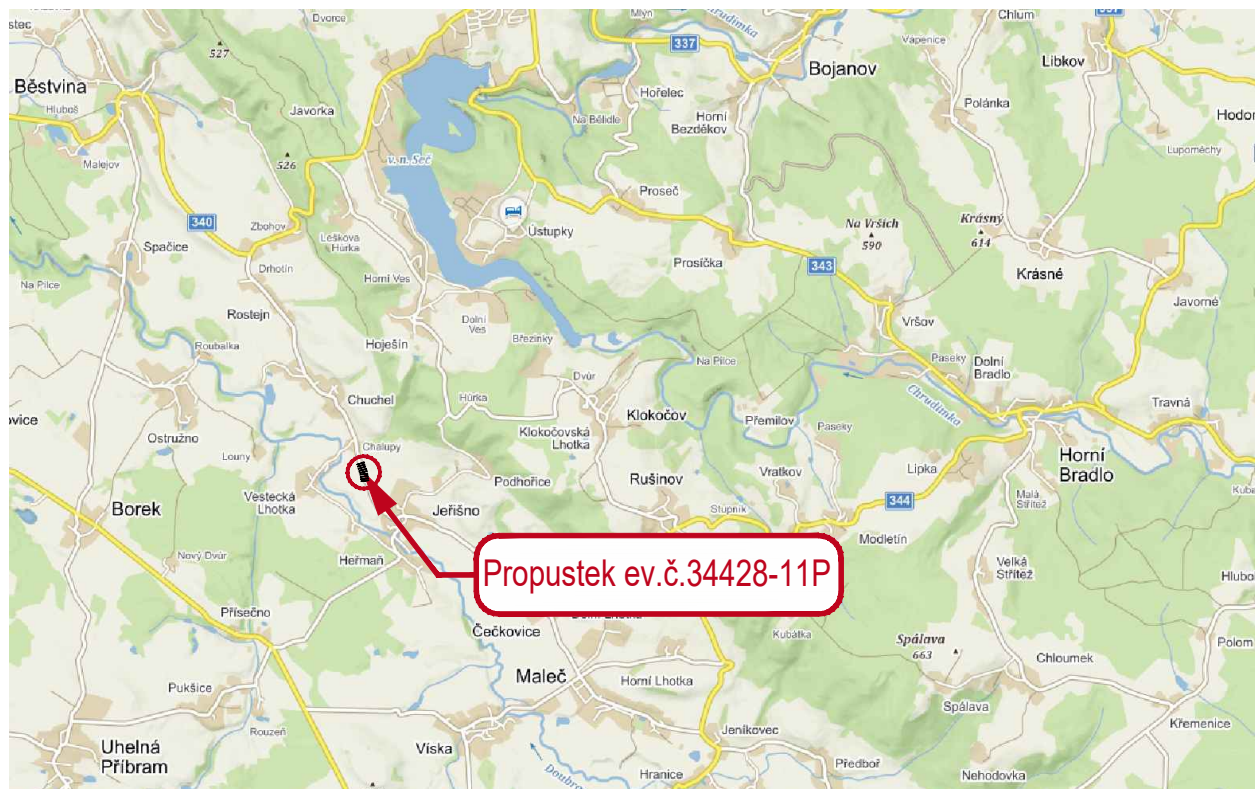 stec
Dvorce
Mlýn
Chrudimka
Chlum
337
527
337
Vápenice
Bojanov
Libkov
Běstvina
Hluboš
Javorka
Hořelec
Polánka
Na Bělidle
Horní
Bezděkov
Hodon
Malejov
526
v. n. Seč
Lupoměchy
Proseč
340
Zbohov
Ústupky
Na Vrších
590
Krásný
614
Spačice
Leškova
Hůrka
Drhotín
Horní Ves
Prosíčka
343
Krásné
Na Pilce
Javorné
Rostejn
Dolní
Ves
Vršov
Roubalka
Hoješín
Březinky
Na Pilce
Paseky
Dolní
Bradlo
Dvůr
Chuchel
Hůrka
Chrudimka
Travná
Klokočov
Přemilov
ovice
Ostružno
Chalupy
Klokočovská
Lhotka
Paseky
Louny
Horní
Bradlo
Vestecká
Lhotka
Podhořice
Rušinov
Vratkov
Lipka
Kuba
344
Malá
Střítež
Borek
Jeřišno
Stupník
Modletín
Nový Dvůr
Heřmaň
Propustek ev.č.34428-11P
Velká
Střítež
Hlubo
Přísečno
Dolní Lhotka
Čečkovice
Kubátka
Spálava
663
Polom
Chloumek
Maleč
Horní Lhotka
Pukšice
Spálava
Rouzeň
Jeníkovec
Křemenice
Uhelná
Příbram
Víska
Doubra
Předboř
Hranice
Nehodovka